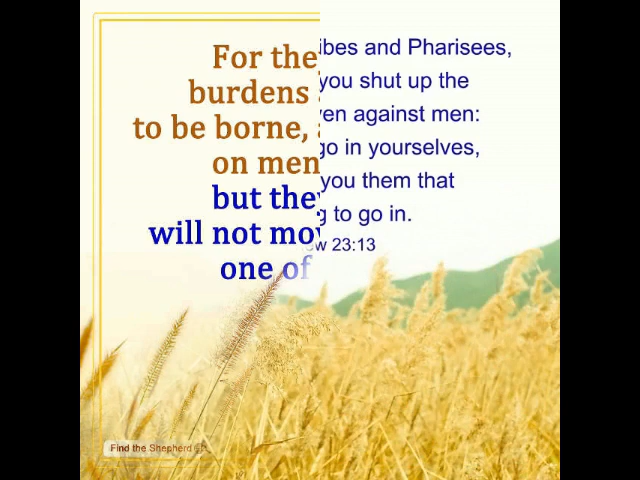 For the
burdens
to be borne,
on men
but they
will not mo
one of
ibes and Pharisees,
you shut up the
en against men:
go in yourselves,
you them that
g to go in.
w 23:13
Find the Shepherd